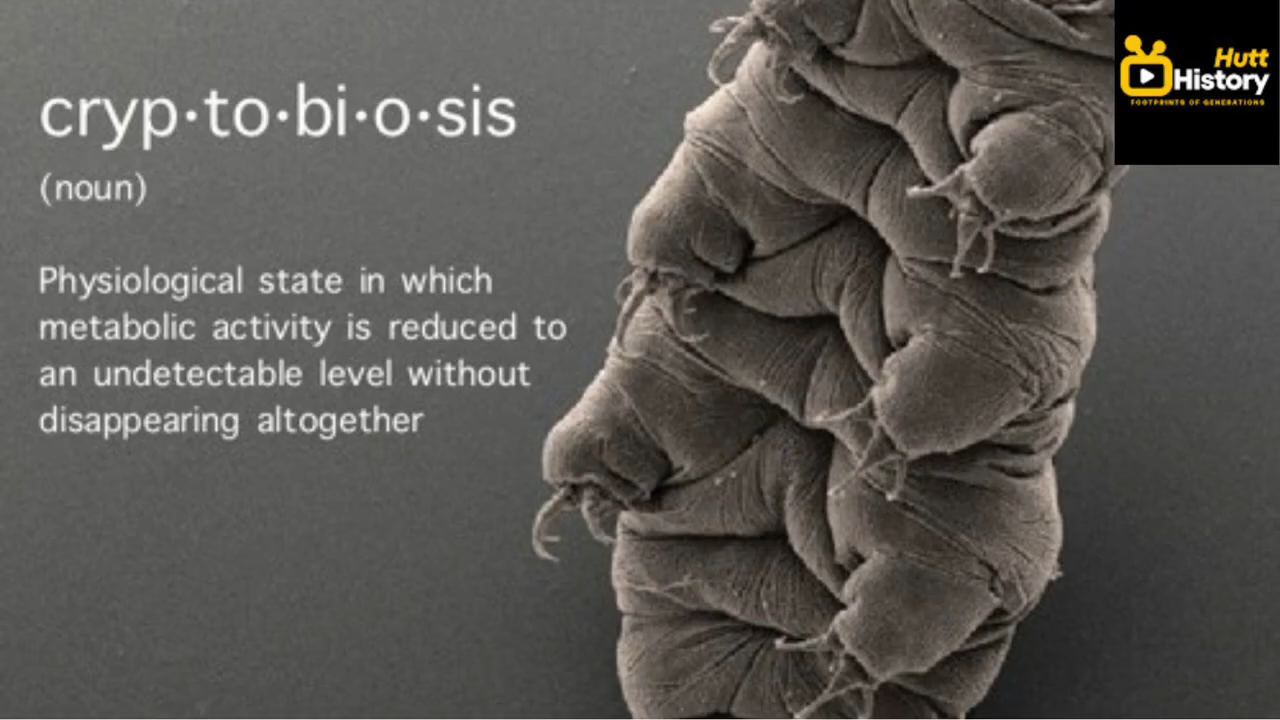 cryp·to·bi·o·sis
(noun)
Physiological state in which
metabolic activity is reduced to
an undetectable level without
disappearing altogether
Hutt
History
FOOTPRINTS OF GENERATIONS